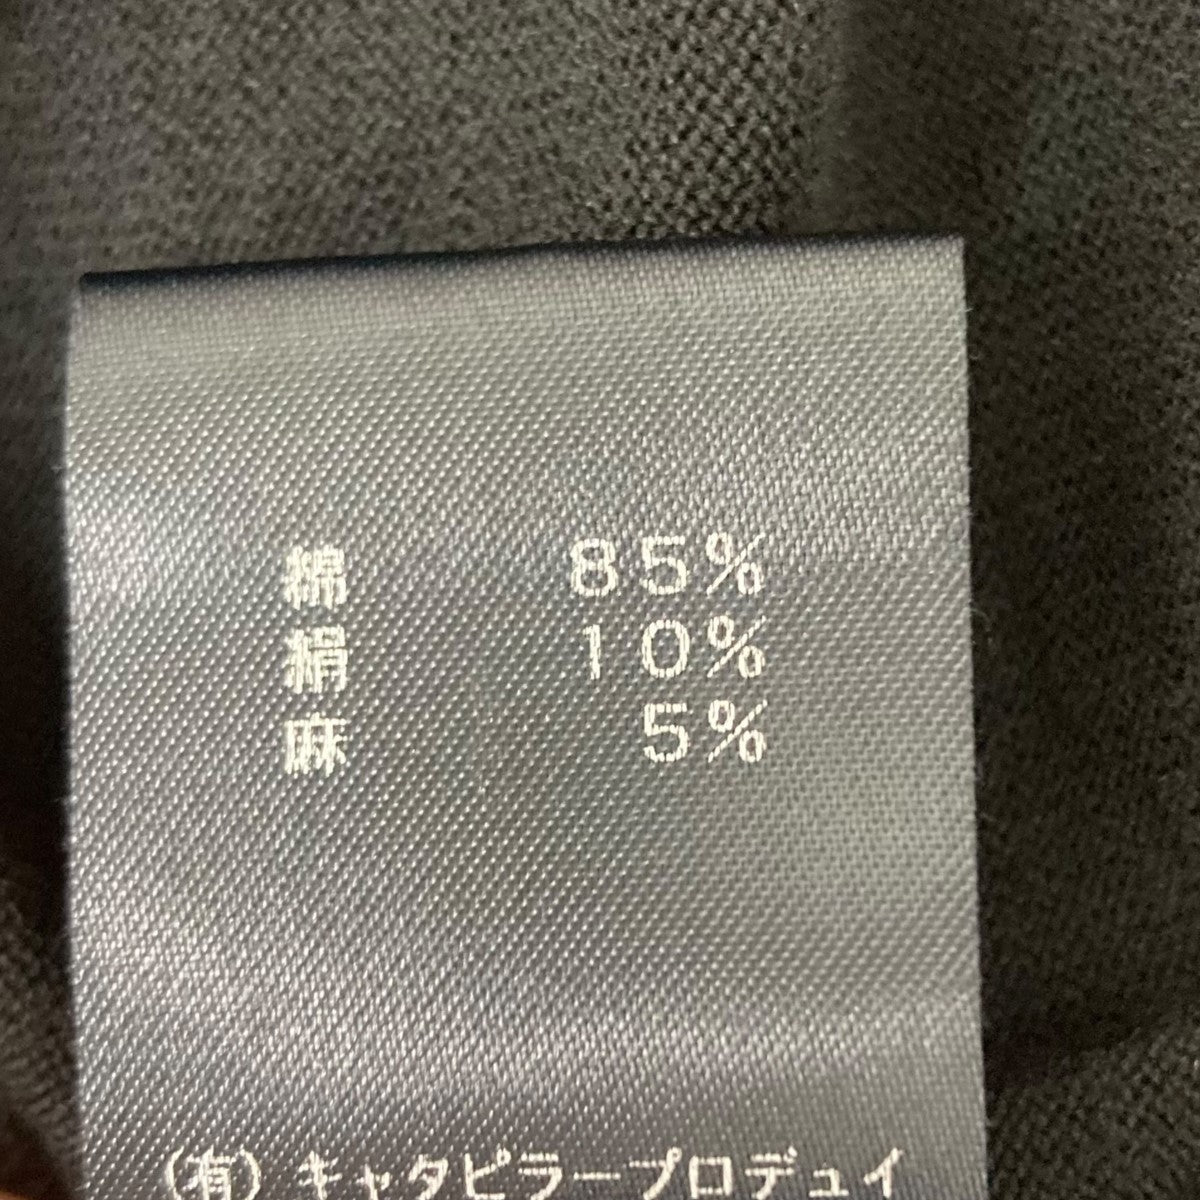 綿 85%
絹 10%
麻 5%
(有)キャタピラープロデュイ